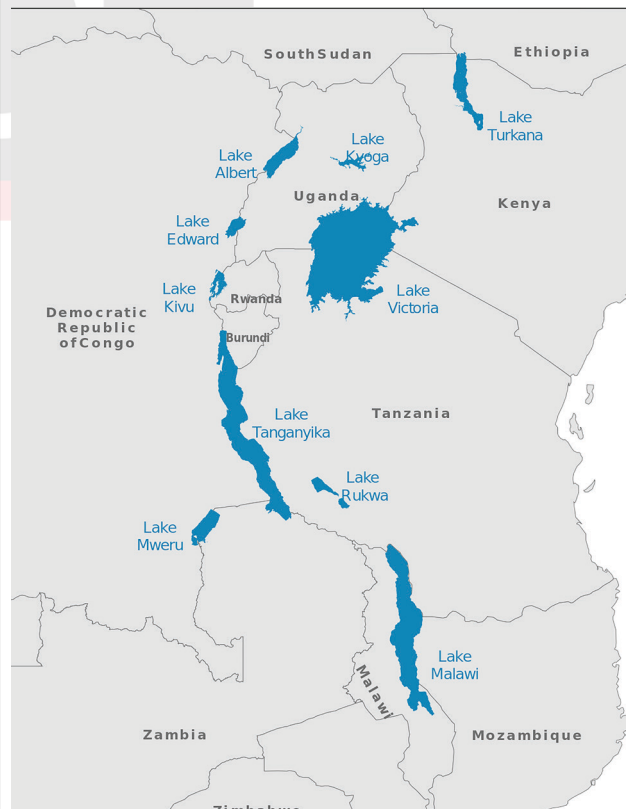 SouthSudan
Ethiopia
Lake
Turkana
Lake
Kyoga
Lake
Albert
Uganda
Kenya
Lake
Edward
Lake
Kivu
Rwanda
Lake
Victoria
Democratic
Republic
ofCongo
Burundi
Lake
Tanganyika
Tanzania
Lake
Rukwa
Lake
Mweru
Lake
Malawi
Malawi
Zambia
Mozambique
Zimbabwe